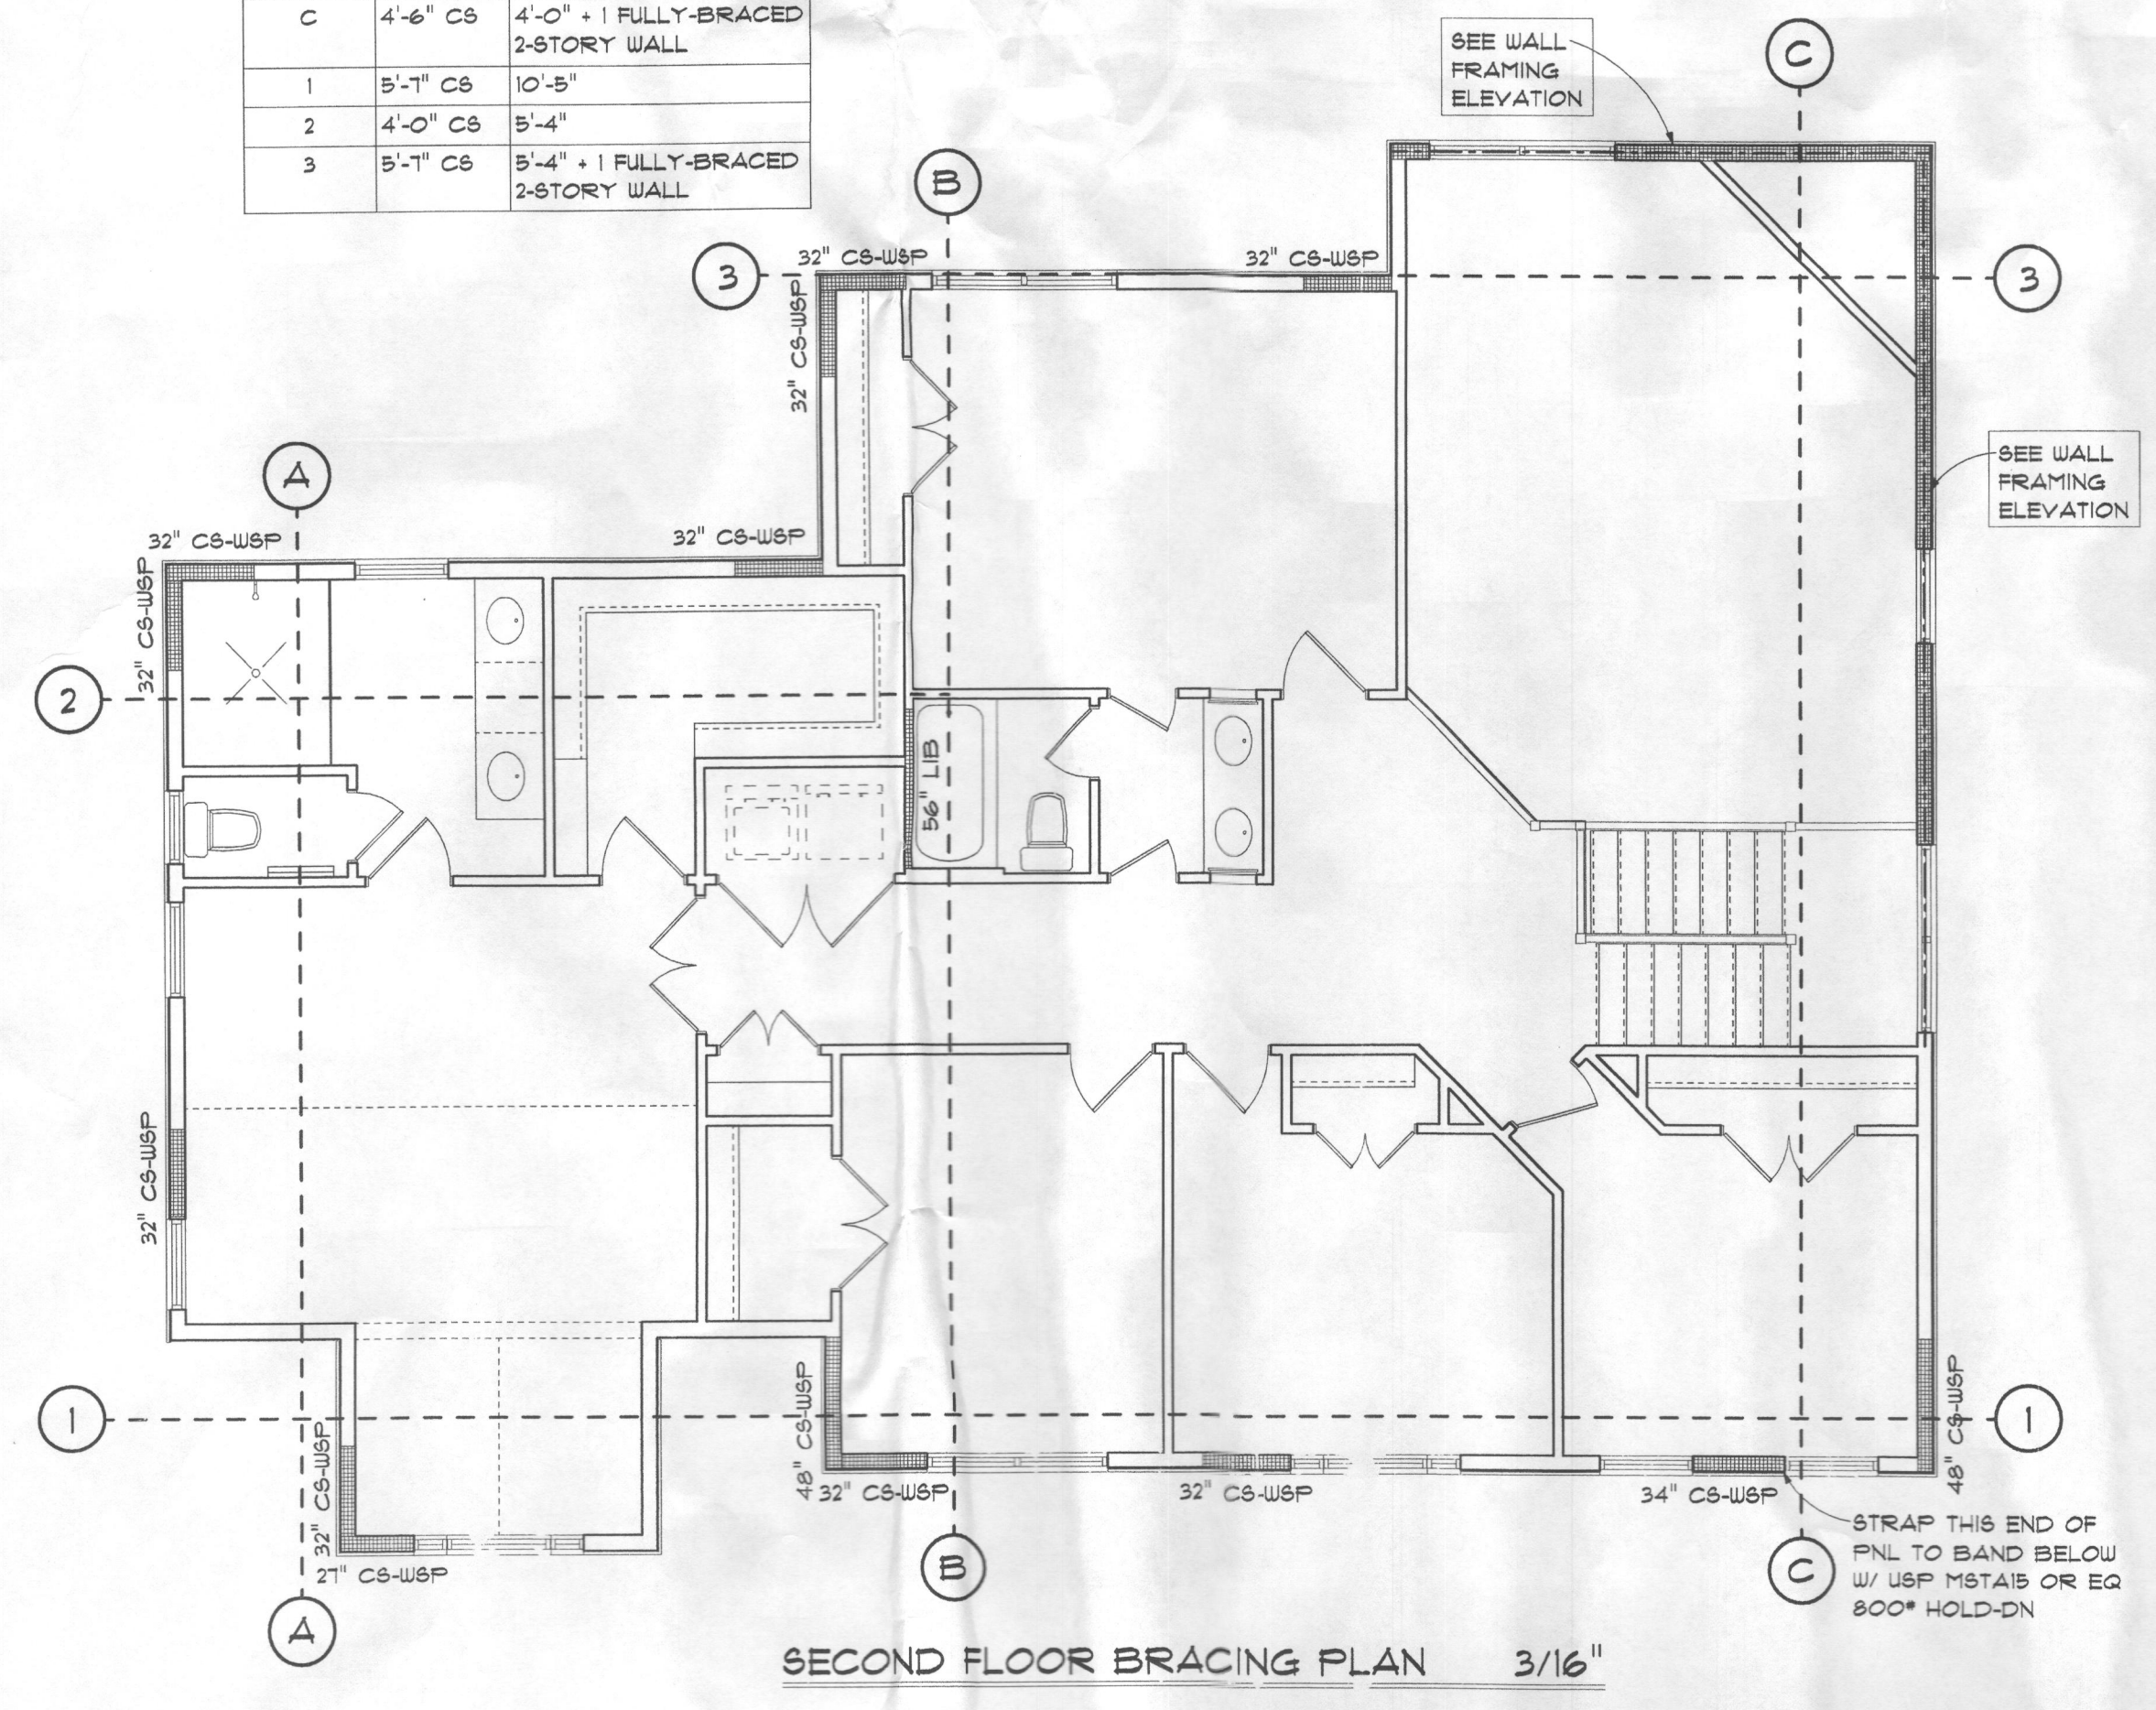 C 4'-6" CS 4'-0" + 1 FULLY-BRACED
2-STORY WALL
1 5'-7" CS 10'-5"
2 4'-0" CS 5'-4"
3 5'-7" CS 5'-4" + 1 FULLY-BRACED
2-STORY WALL
SEE WALL
FRAMING
ELEVATION
C
B
3
32" CS-WSP
32" CS-WSP
3
32" CS-WSP
A
SEE WALL
FRAMING
ELEVATION
32" CS-WSP
32" CS-WSP
32" CS-WSP
2
56" LIB
32" CS-WSP
1
48" CS-WSP
48" CS-WSP
1
32" CS-WSP
32" CS-WSP
32" CS-WSP
34" CS-WSP
27" CS-WSP
A
B
C
STRAP THIS END OF
PNL TO BAND BELOW
W/ USP MSTA15 OR EQ
800# HOLD-DN
SECOND FLOOR BRACING PLAN 3/16"